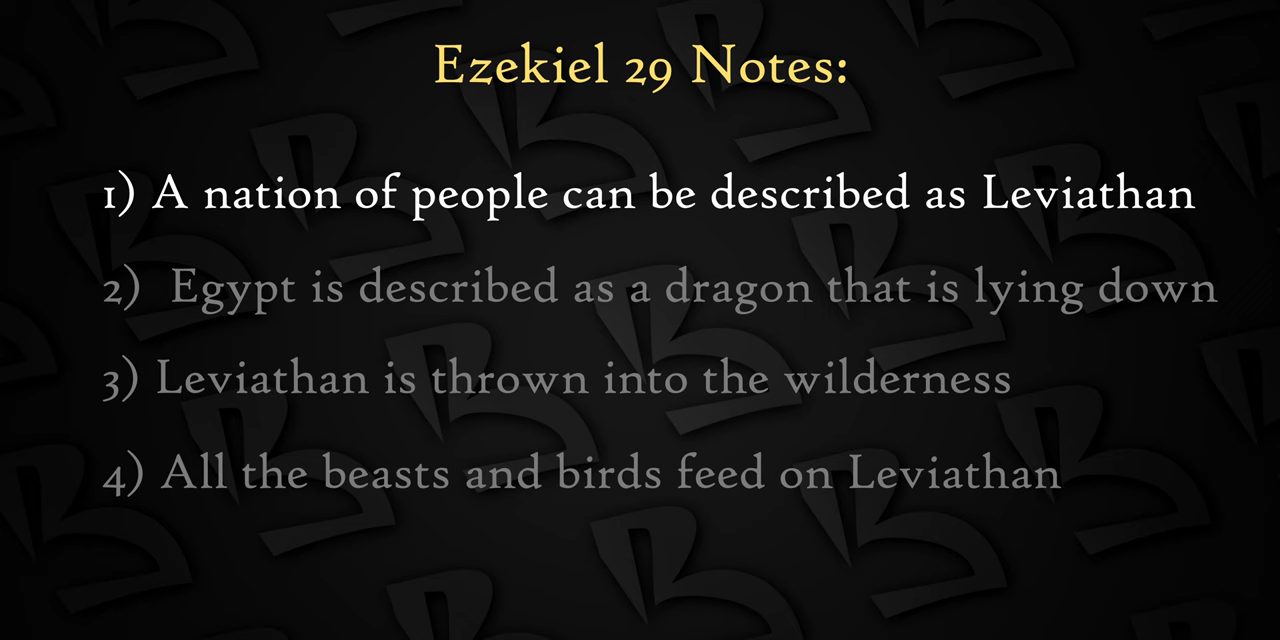 Ezekiel 29 Notes:
1) A nation of people can be described as Leviathan
2) Egypt is described as a dragon that is lying down
3) Leviathan is thrown into the wilderness
4) All the beasts and birds feed on Leviathan